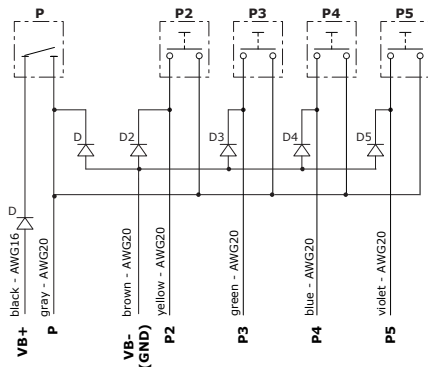 P P2 P3 P4 P5
D D2 D3 D4 D5
D
black - AWG16
gray - AWG20
brown - AWG20
yellow - AWG20
green - AWG20
blue - AWG20
violet - AWG20
VB+
P
VB-
(GND)
P2
P3
P4
P5